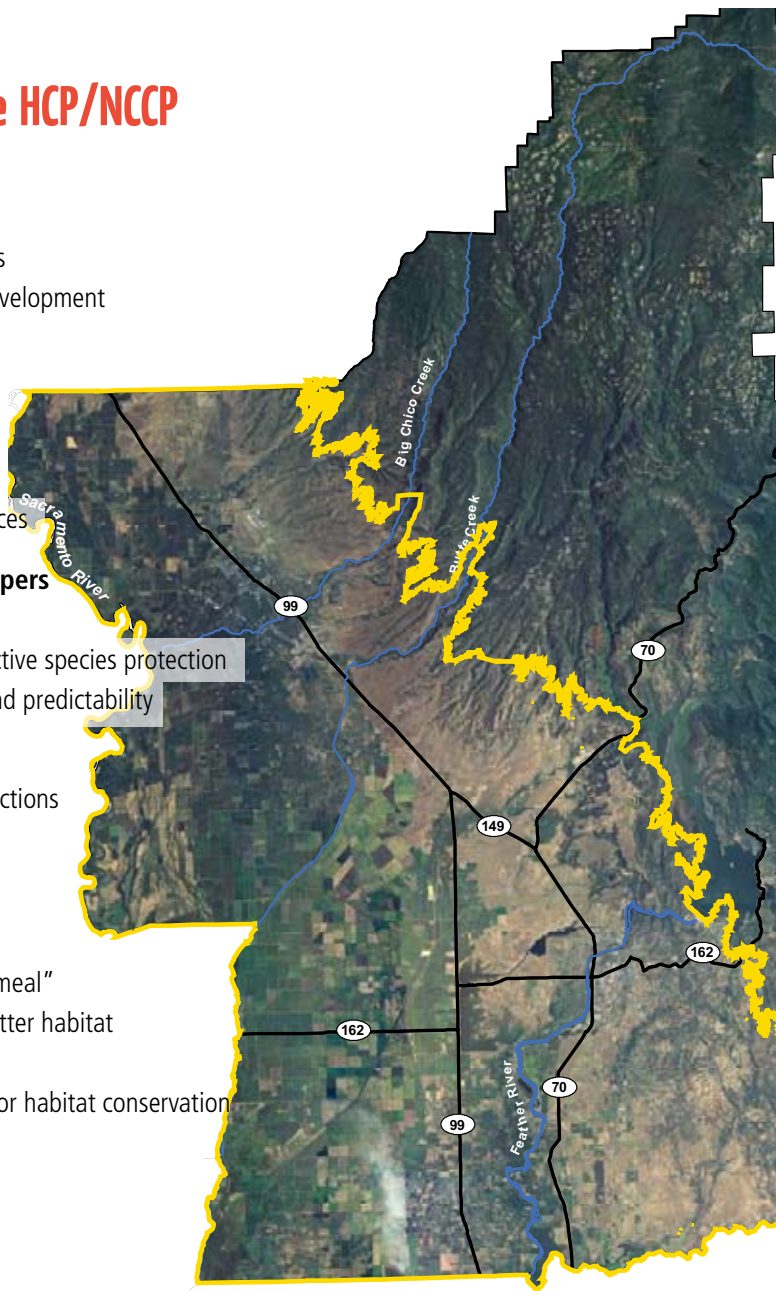 e HCP/NCCP
s
velopment
Big Chico Creek
Butte Creek
Sacramento River
ces
pers
99
70
ctive species protection
nd predictability
ctions
149
162
meal”
tter habitat
162
or habitat conservation
Feather River
70
99